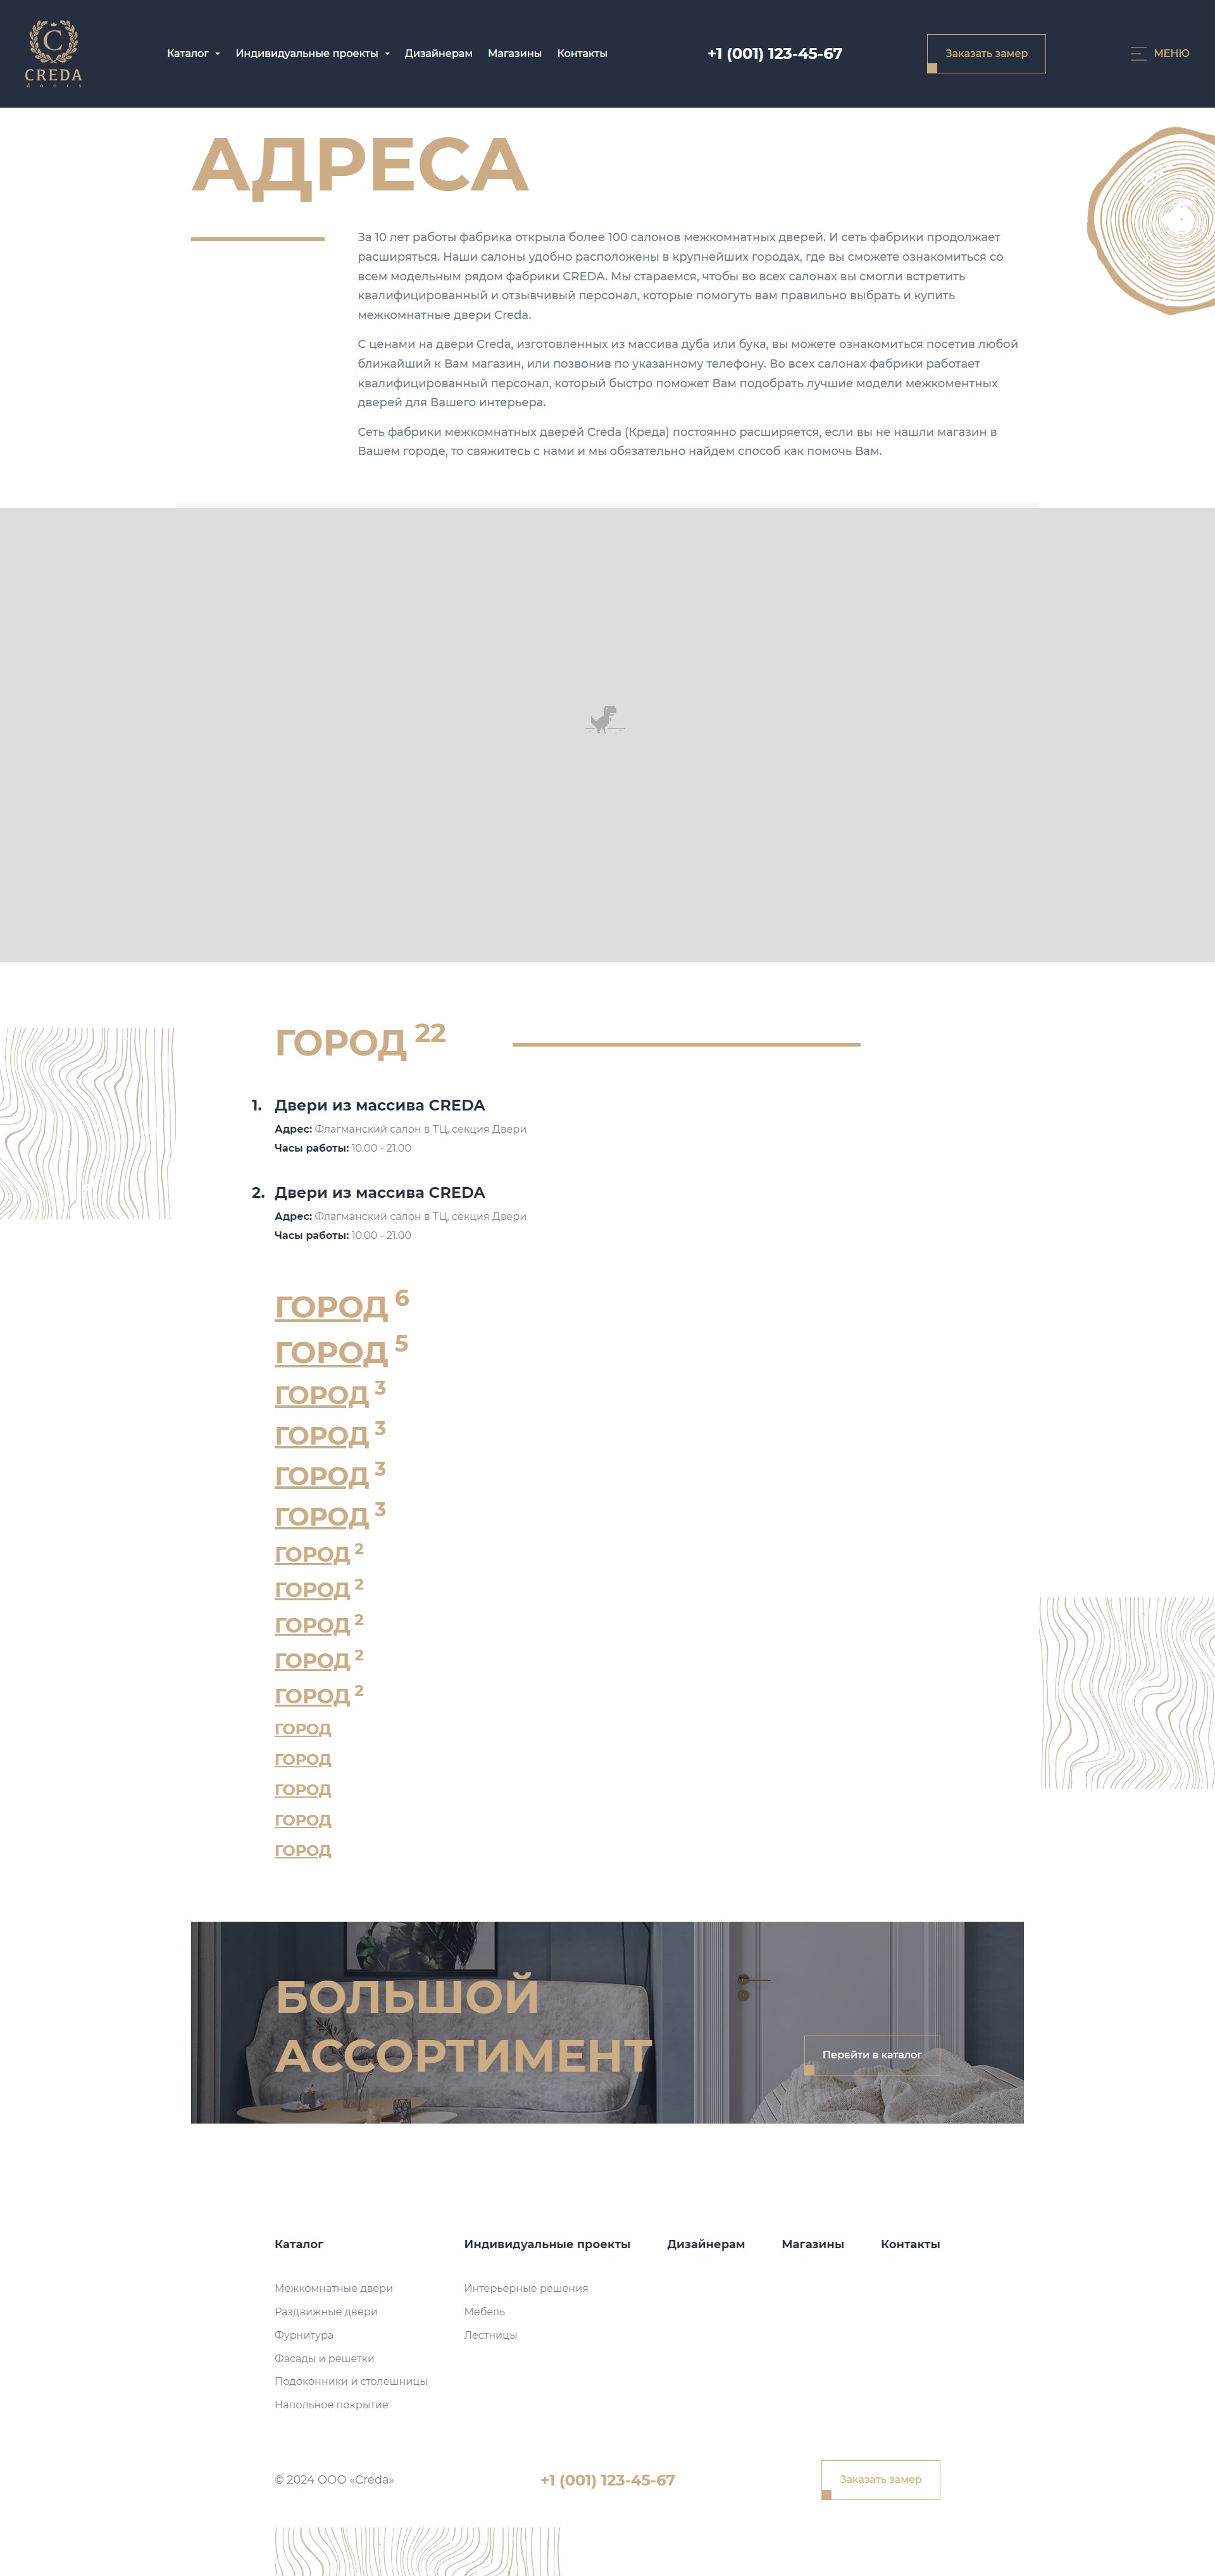 C
CREDA
doors
Каталог
Индивидуальные проекты
Дизайнерам
Магазины
Контакты
+1 (001) 123-45-67
Заказать замер
МЕНЮ
АДРЕСА
За 10 лет работы фабрика открыла более 100 салонов межкомнатных дверей. И сеть фабрики продолжает
расширяться. Наши салоны удобно расположены в крупнейших городах, где вы сможете ознакомиться со
всем модельным рядом фабрики CREDA. Мы стараемся, чтобы во всех салонах вы смогли встретить
квалифицированный и отзывчивый персонал, которые помогуть вам правильно выбрать и купить
межкомнатные двери Creda.
С ценами на двери Creda, изготовленных из массива дуба или бука, вы можете ознакомиться посетив любой
ближайший к Вам магазин, или позвонив по указанному телефону. Во всех салонах фабрики работает
квалифицированный персонал, который быстро поможет Вам подобрать лучшие модели межкоментных
дверей для Вашего интерьера.
Сеть фабрики межкомнатных дверей Creda (Креда) постоянно расширяется, если вы не нашли магазин в
Вашем городе, то свяжитесь с нами и мы обязательно найдем способ как помочь Вам.
ГОРОД 22
1. Двери из массива CREDA
Адрес: Флагманский салон в ТЦ, секция Двери
Часы работы: 10.00 - 21.00
2. Двери из массива CREDA
Адрес: Флагманский салон в ТЦ, секция Двери
Часы работы: 10.00 - 21.00
ГОРОД 6
ГОРОД 5
ГОРОД 3
ГОРОД 3
ГОРОД 3
ГОРОД 3
ГОРОД 2
ГОРОД 2
ГОРОД 2
ГОРОД 2
ГОРОД 2
ГОРОД
ГОРОД
ГОРОД
ГОРОД
ГОРОД
БОЛЬШОЙ
АССОРТИМЕНТ
Перейти в каталог
Каталог
Межкомнатные двери
Раздвижные двери
Фурнитура
Фасады и решетки
Подоконники и столешницы
Напольное покрытие
Индивидуальные проекты
Интерьерные решения
Мебель
Лестницы
Дизайнерам
Магазины
Контакты
© 2024 ООО «Creda»
+1 (001) 123-45-67
Заказать замер